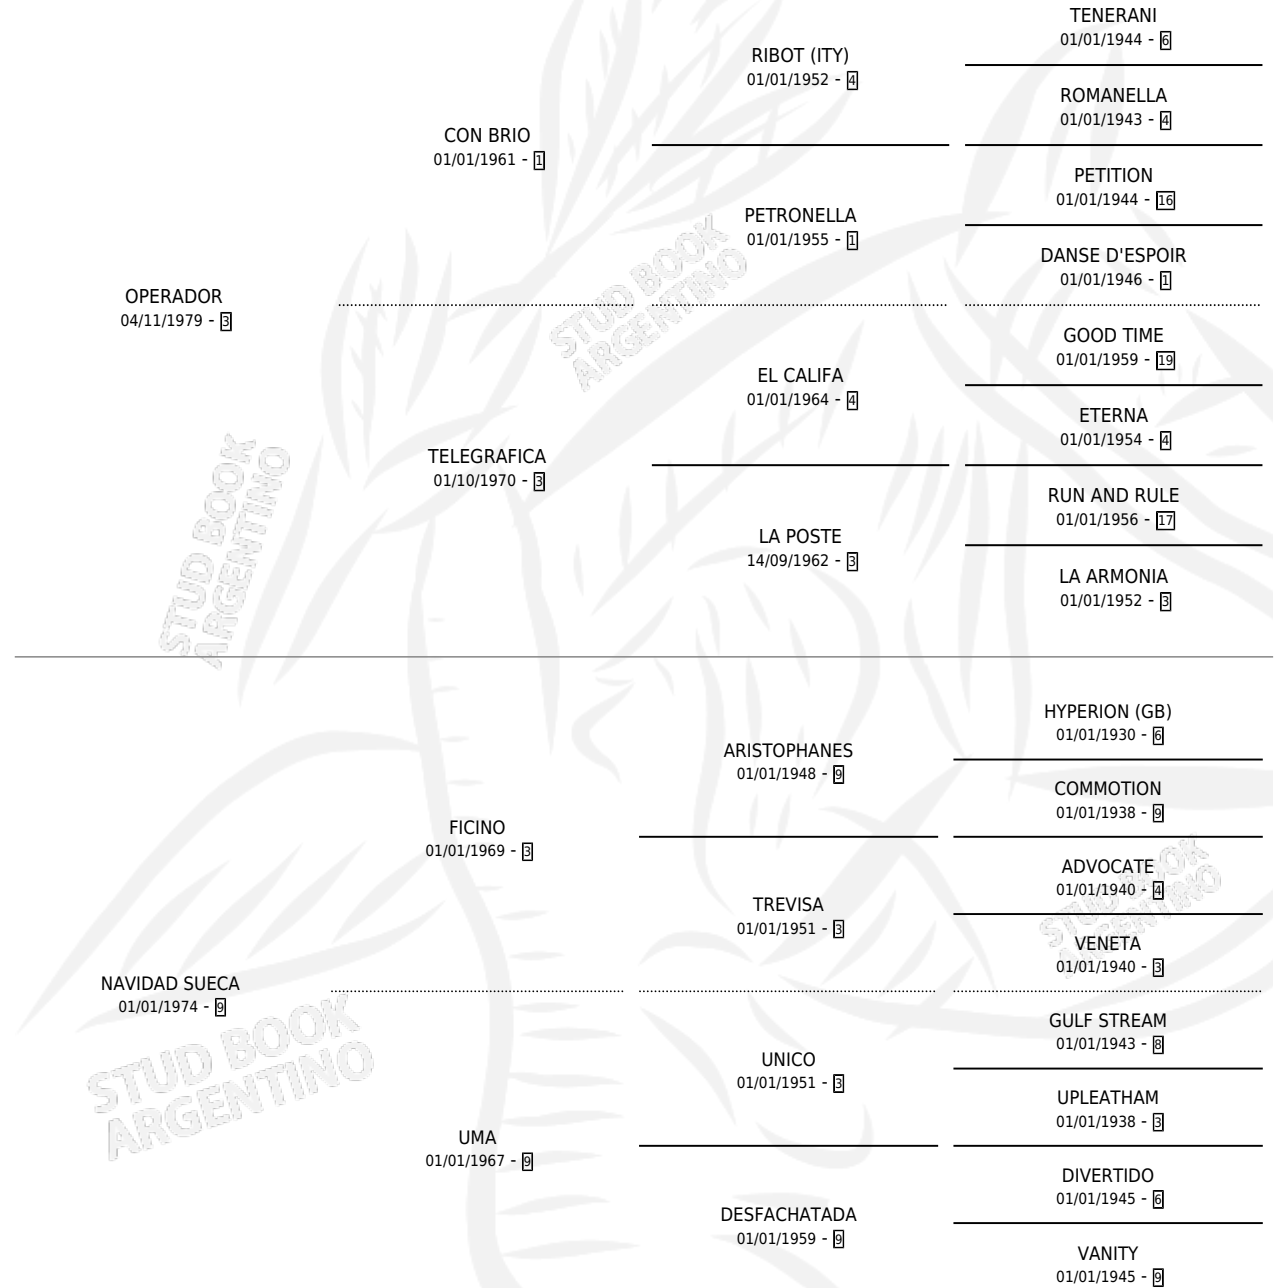 TENERANI
01/01/1944 - 6
RIBOT (ITY)
01/01/1952 - 4
ROMANELLA
01/01/1943 - 4
CON BRIO
01/01/1961 - 1
PETITION
01/01/1944 - 16
PETRONELLA
01/01/1955 - 1
DANSE D'ESPOIR
01/01/1946 - 1
OPERADOR
04/11/1979 - 3
GOOD TIME
01/01/1959 - 19
EL CALIFA
01/01/1964 - 4
ETERNA
01/01/1954 - 4
TELEGRAFICA
01/10/1970 - 3
RUN AND RULE
01/01/1956 - 17
LA POSTE
14/09/1962 - 3
LA ARMONIA
01/01/1952 - 3
HYPERION (GB)
01/01/1930 - 6
ARISTOPHANES
01/01/1948 - 9
COMMOTION
01/01/1938 - 9
FICINO
01/01/1969 - 3
ADVOCATE
01/01/1940 - 4
TREVISA
01/01/1951 - 3
VENETA
01/01/1940 - 3
NAVIDAD SUECA
01/01/1974 - 9
GULF STREAM
01/01/1943 - 8
UNICO
01/01/1951 - 3
UPLEATHAM
01/01/1938 - 3
UMA
01/01/1967 - 9
DIVERTIDO
01/01/1945 - 6
DESFACHATADA
01/01/1959 - 9
VANITY
01/01/1945 - 9
STUD BOOK
ARGENTINO
STUD BOOK
ARGENTINO
STUD BOOK
ARGENTINO
STUD BOOK
ARGENTINO